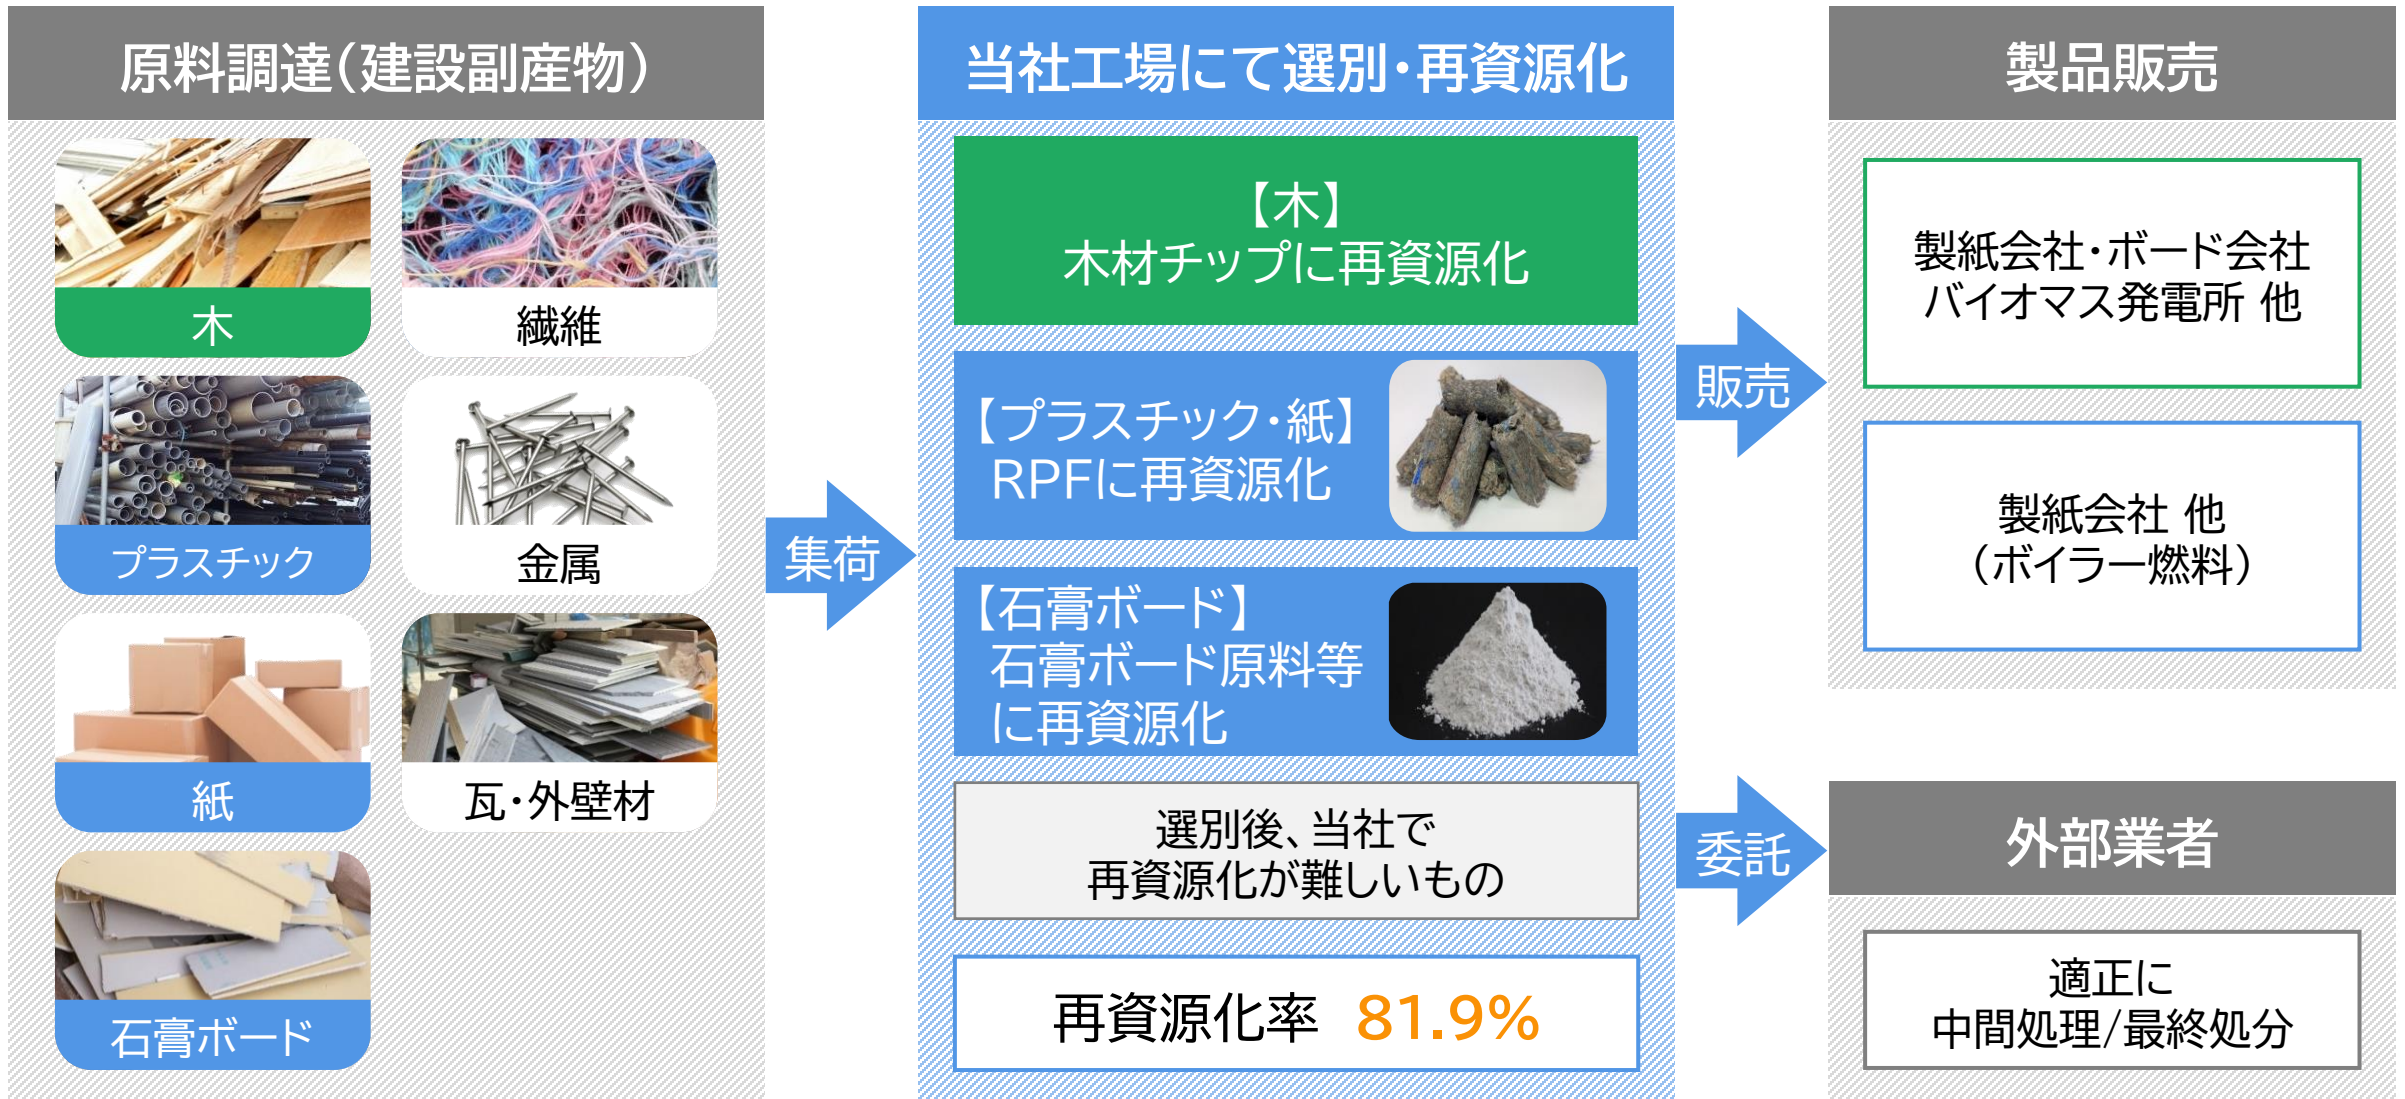 原料調達(建設副産物)
木
繊維
プラスチック
金属
紙
瓦・外壁材
石膏ボード
集荷
当社工場にて選別・再資源化
【木】
木材チップに再資源化
【プラスチック・紙】
RPFに再資源化
【石膏ボード】
石膏ボード原料等
に再資源化
選別後、当社で
再資源化が難しいもの
再資源化率 81.9%
販売
委託
製品販売
製紙会社・ボード会社
バイオマス発電所 他
製紙会社 他
(ボイラー燃料)
外部業者
適正に
中間処理/最終処分